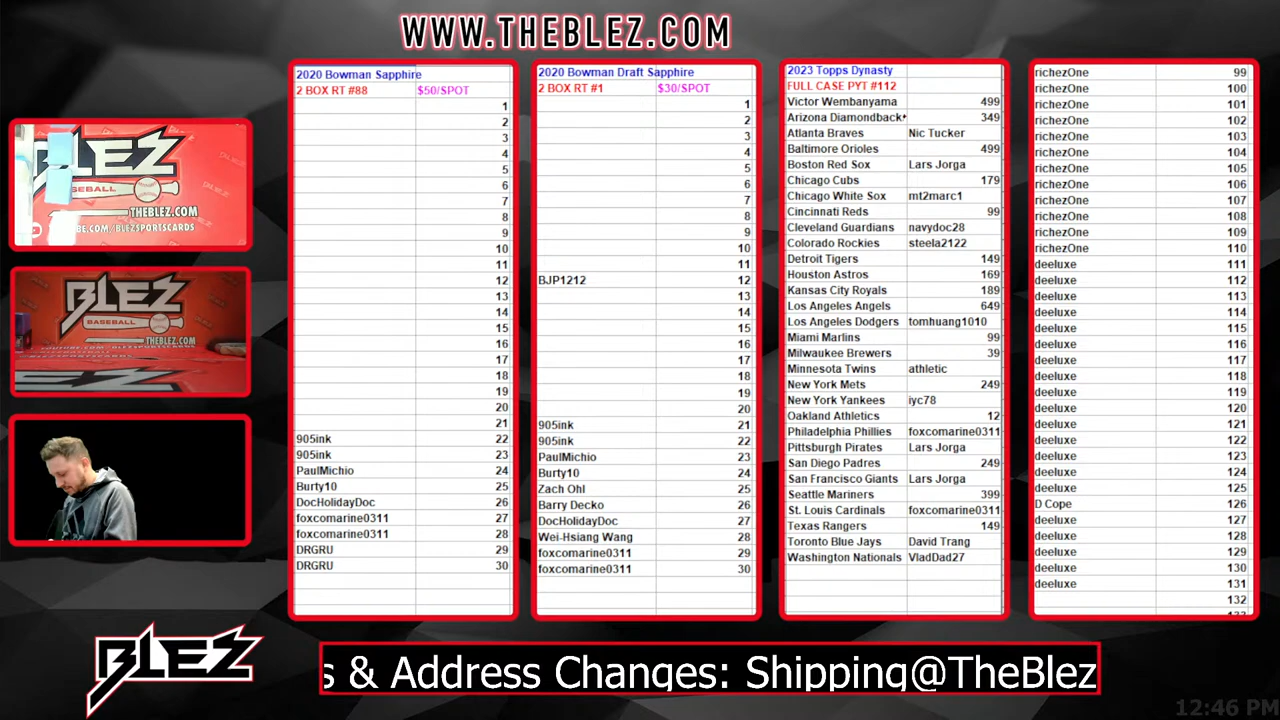 WWW.THEBLEZ.COM
BLEZ
BASEBALL
THEBLEZ.COM
BLEZ
BASEBALL
THEBLEZ.COM
2020 Bowman Sapphire
2 BOX RT #88 $50/SPOT
1
2
3
4
5
6
7
8
9
10
11
12
13
14
15
16
17
18
19
20
21
905ink 22
905ink 23
PaulMichio 24
Burty10 25
DocHolidayDoc 26
foxcomarine0311 27
foxcomarine0311 28
DRGRU 29
DRGRU 30
2020 Bowman Draft Sapphire
2 BOX RT #1 $30/SPOT
1
2
3
4
5
6
7
8
9
10
11
BJP1212 12
13
14
15
16
17
18
19
20
905ink 21
905ink 22
PaulMichio 23
Burty10 24
Zach Ohl 25
Barry Decko 26
DocHolidayDoc 27
Wei-Hsiang Wang 28
foxcomarine0311 29
foxcomarine0311 30
2023 Topps Dynasty
FULL CASE PYT #112
Victor Wembanyama 499
Arizona Diamondback* 349
Atlanta Braves Nic Tucker
Baltimore Orioles 499
Boston Red Sox Lars Jorga
Chicago Cubs 179
Chicago White Sox mt2marc1
Cincinnati Reds 99
Cleveland Guardians navydoc28
Colorado Rockies steela2122
Detroit Tigers 149
Houston Astros 169
Kansas City Royals 189
Los Angeles Angels 649
Los Angeles Dodgers tomhuang1010
Miami Marlins 99
Milwaukee Brewers 39
Minnesota Twins athletic
New York Mets 249
New York Yankees iyc78
Oakland Athletics 12
Philadelphia Phillies foxcomarine0311
Pittsburgh Pirates Lars Jorga
San Diego Padres 249
San Francisco Giants Lars Jorga
Seattle Mariners 399
St. Louis Cardinals foxcomarine0311
Texas Rangers 149
Toronto Blue Jays David Trang
Washington Nationals VladDad27
richezOne 99
richezOne 100
richezOne 101
richezOne 102
richezOne 103
richezOne 104
richezOne 105
richezOne 106
richezOne 107
richezOne 108
richezOne 109
richezOne 110
deeluxe 111
deeluxe 112
deeluxe 113
deeluxe 114
deeluxe 115
deeluxe 116
deeluxe 117
deeluxe 118
deeluxe 119
deeluxe 120
deeluxe 121
deeluxe 122
deeluxe 123
deeluxe 124
deeluxe 125
D Cope 126
deeluxe 127
deeluxe 128
deeluxe 129
deeluxe 130
deeluxe 131
132
BLEZ
s & Address Changes: Shipping@TheBlez
12:46 PM